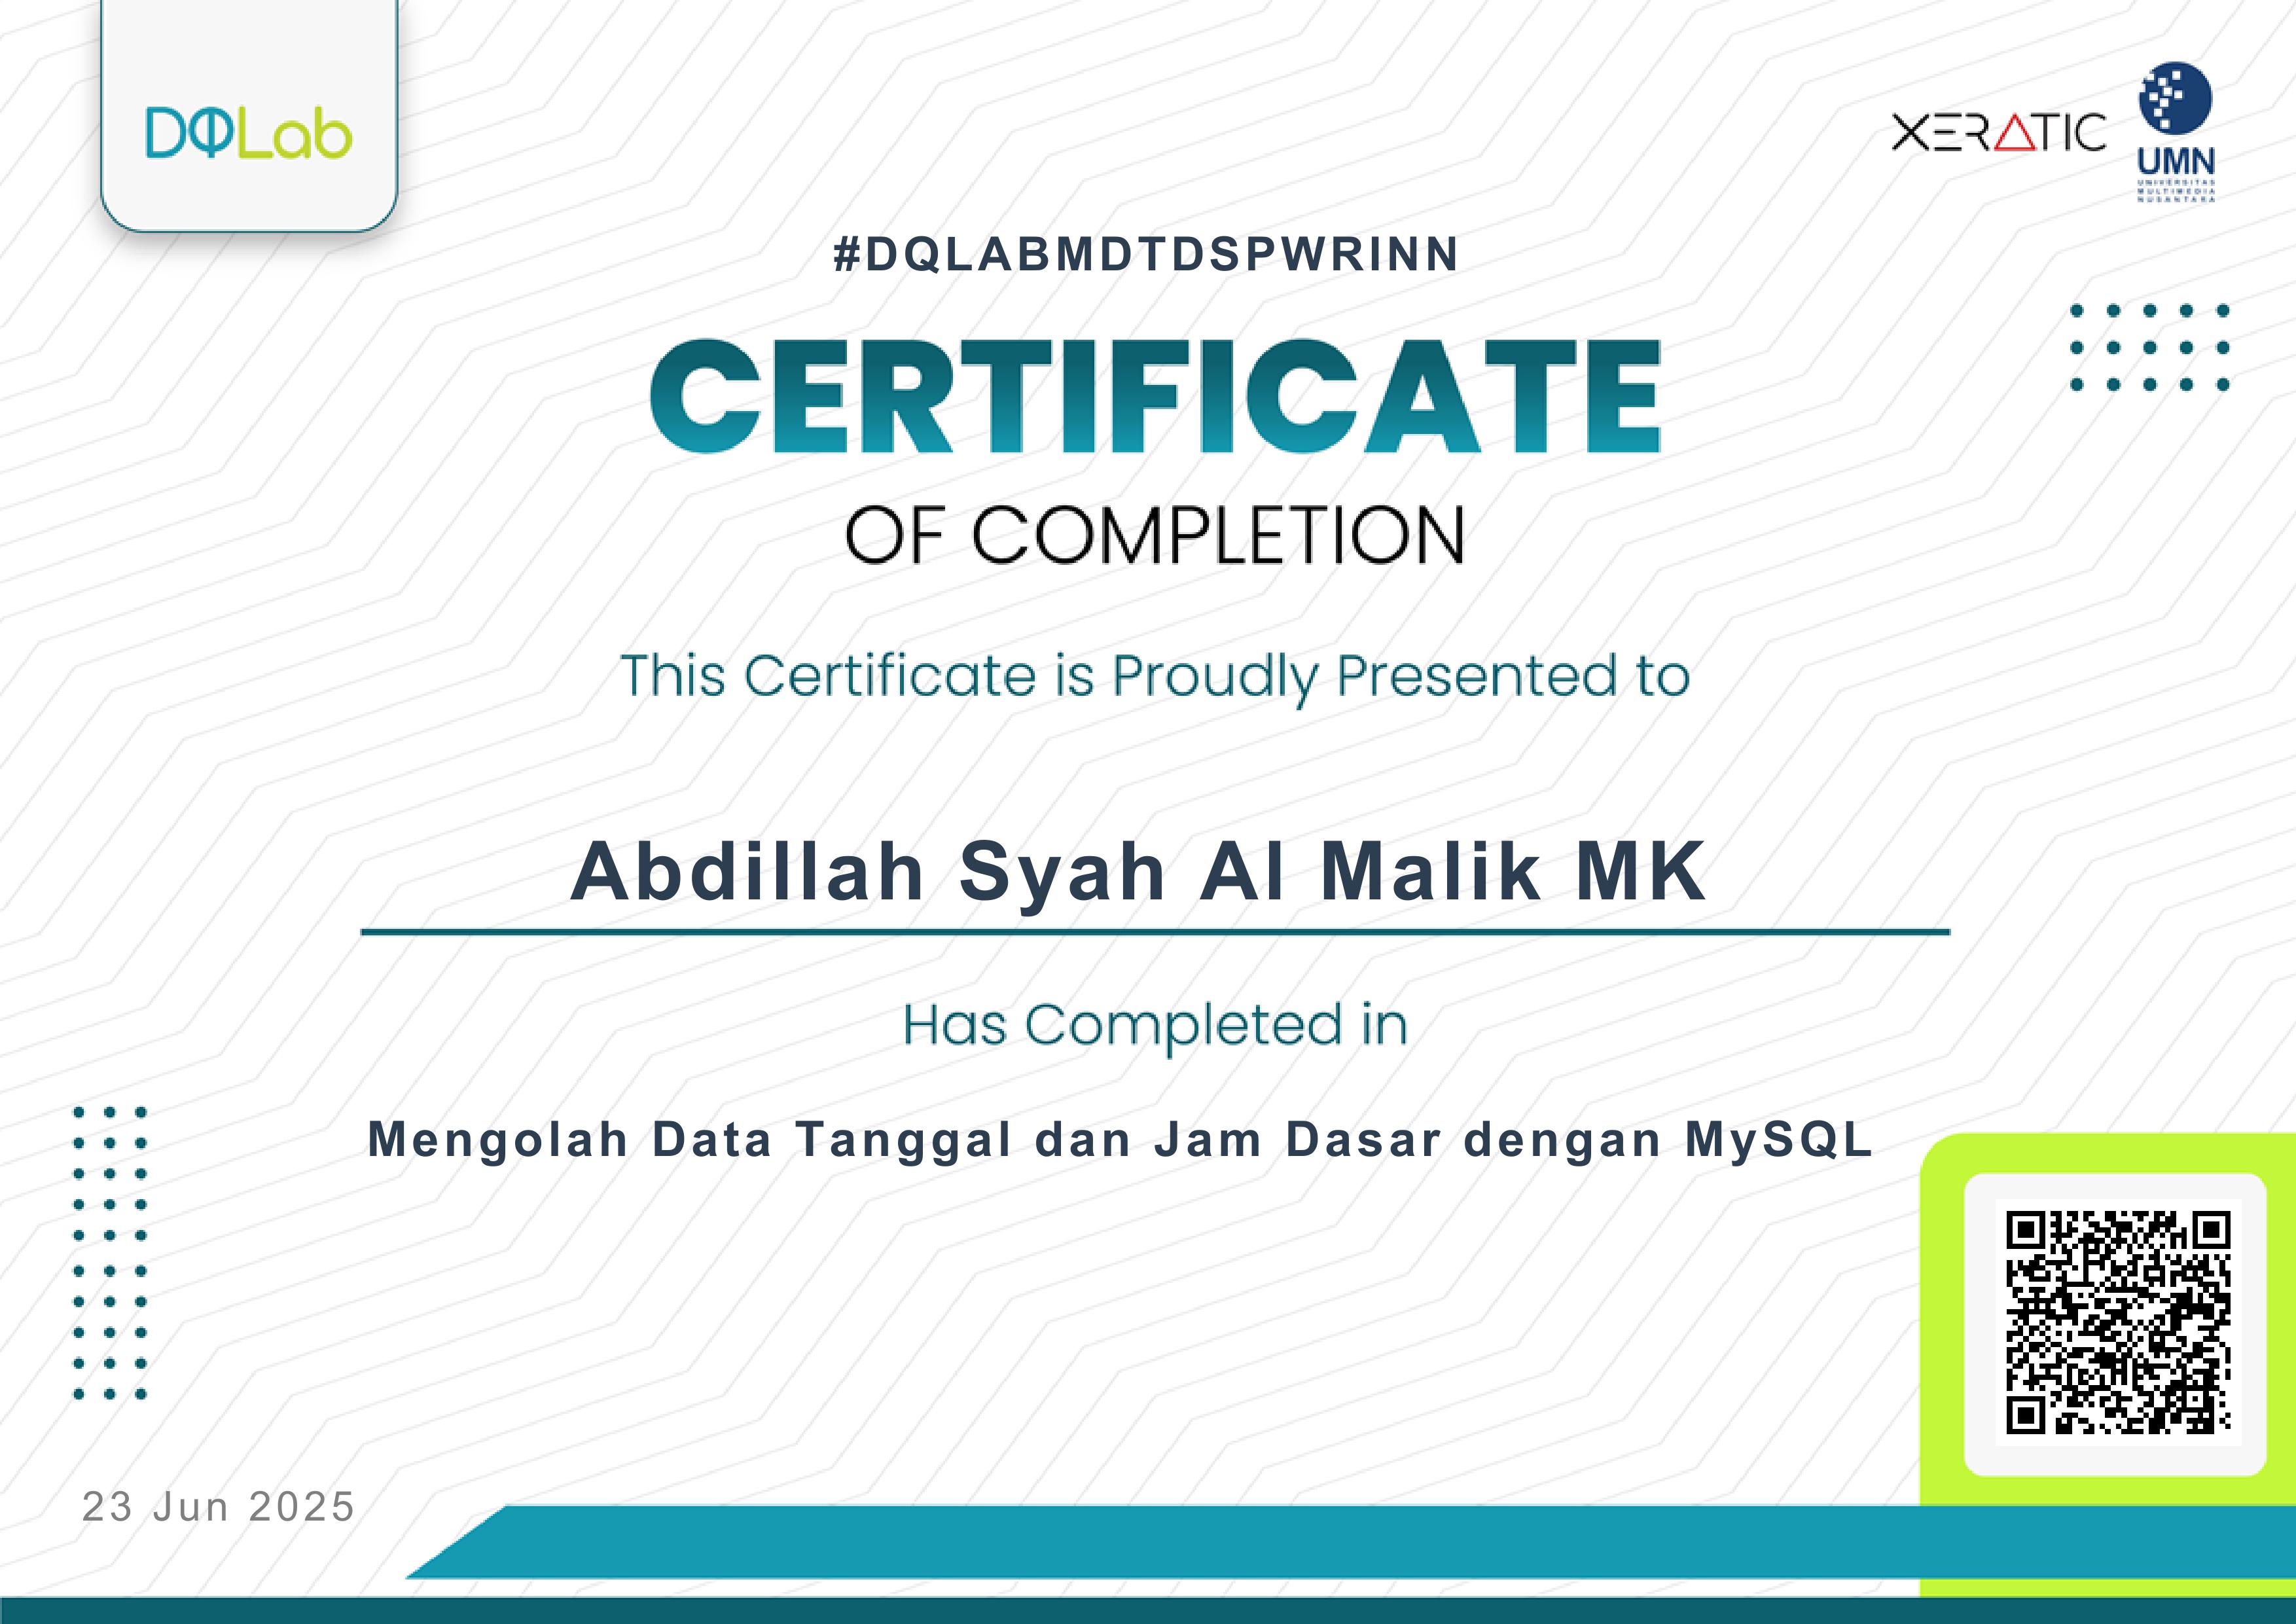 DQLab
XERATIC
UMN
UNIVERSITAS
MULTIMEDIA
NUSANTARA
#DQLABMDTDSPWRINN
CERTIFICATE
OF COMPLETION
This Certificate is Proudly Presented to
Abdillah Syah Al Malik MK
Has Completed in
Mengolah Data Tanggal dan Jam Dasar dengan MySQL
23 Jun 2025